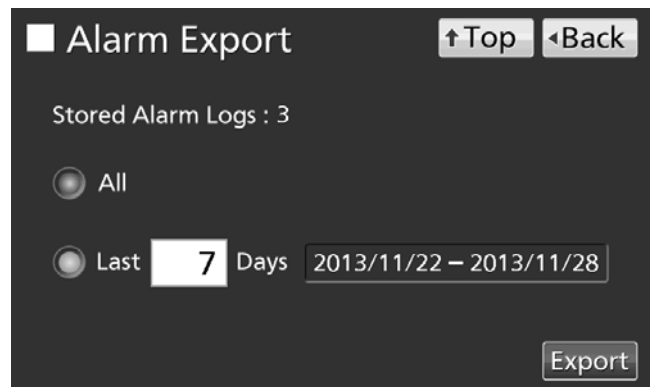 Alarm Export
Top
Back
Stored Alarm Logs : 3
All
Last 7 Days 2013/11/22 – 2013/11/28
Export